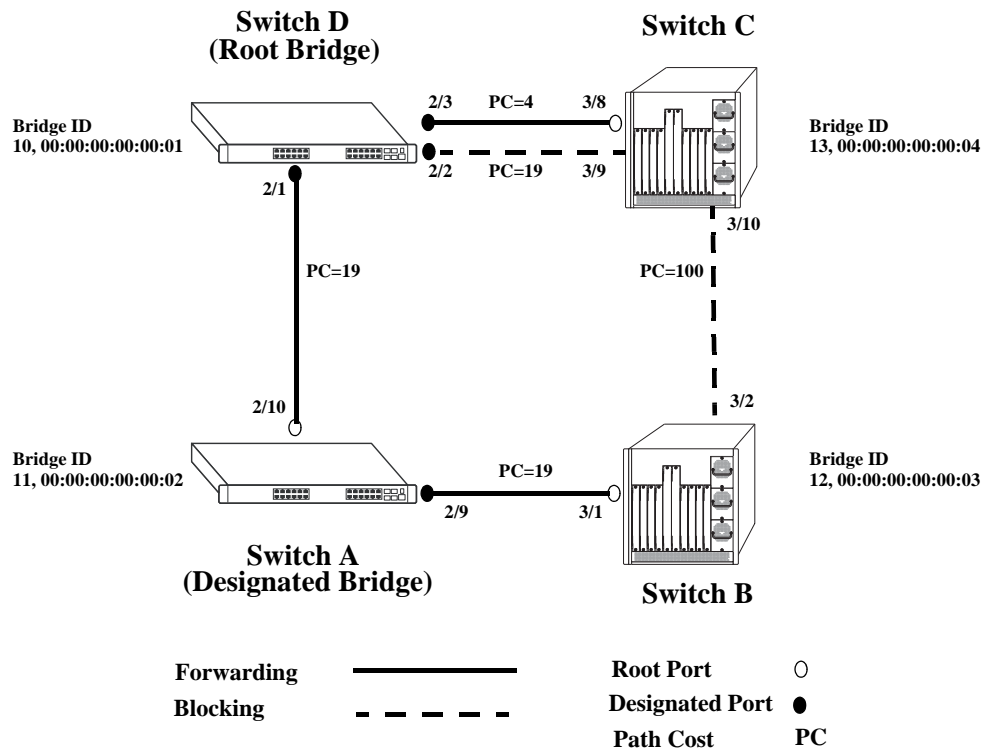 Switch D
(Root Bridge)
Switch C
2/3
PC=4
3/8
Bridge ID
10, 00:00:00:00:00:01
Bridge ID
13, 00:00:00:00:00:04
2/2
PC=19
3/9
2/1
3/10
PC=19
PC=100
2/10
3/2
Bridge ID
11, 00:00:00:00:00:02
PC=19
Bridge ID
12, 00:00:00:00:00:03
2/9
3/1
Switch A
(Designated Bridge)
Switch B
Forwarding
Root Port
Blocking
Designated Port
Path Cost
PC